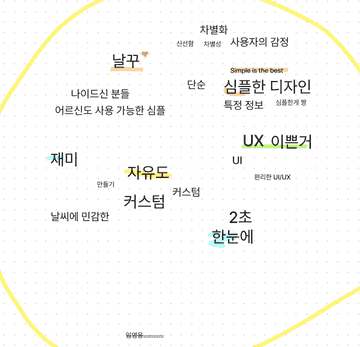 차별화
신선함
차별성
사용자의 감정
날꾸
Simple is the best
단순
심플한 디자인
나이드신 분들
특정 정보
심플한게 짱
어르신도 사용 가능한 심플
UX 이쁜거
재미
UI
자유도
편리한 UI/UX
만들기
커스텀
커스텀
날씨에 민감한
2초
한눈에
임영웅